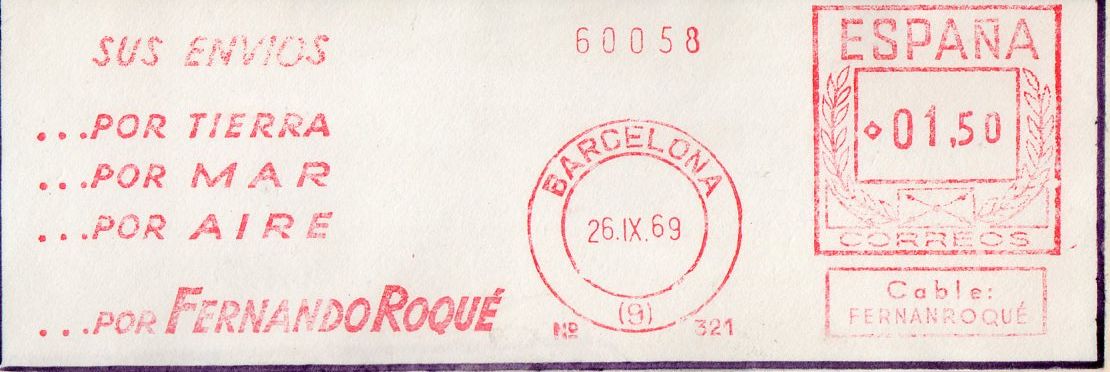 SUS ENVIOS
...POR TIERRA
...POR MAR
...POR AIRE
...POR FERNANDO ROQUÉ
60058
BARCELONA
26.IX.69
(9)
Nº 321
ESPAÑA
01,50
CORREOS
Cable:
FERNANROQUÉ